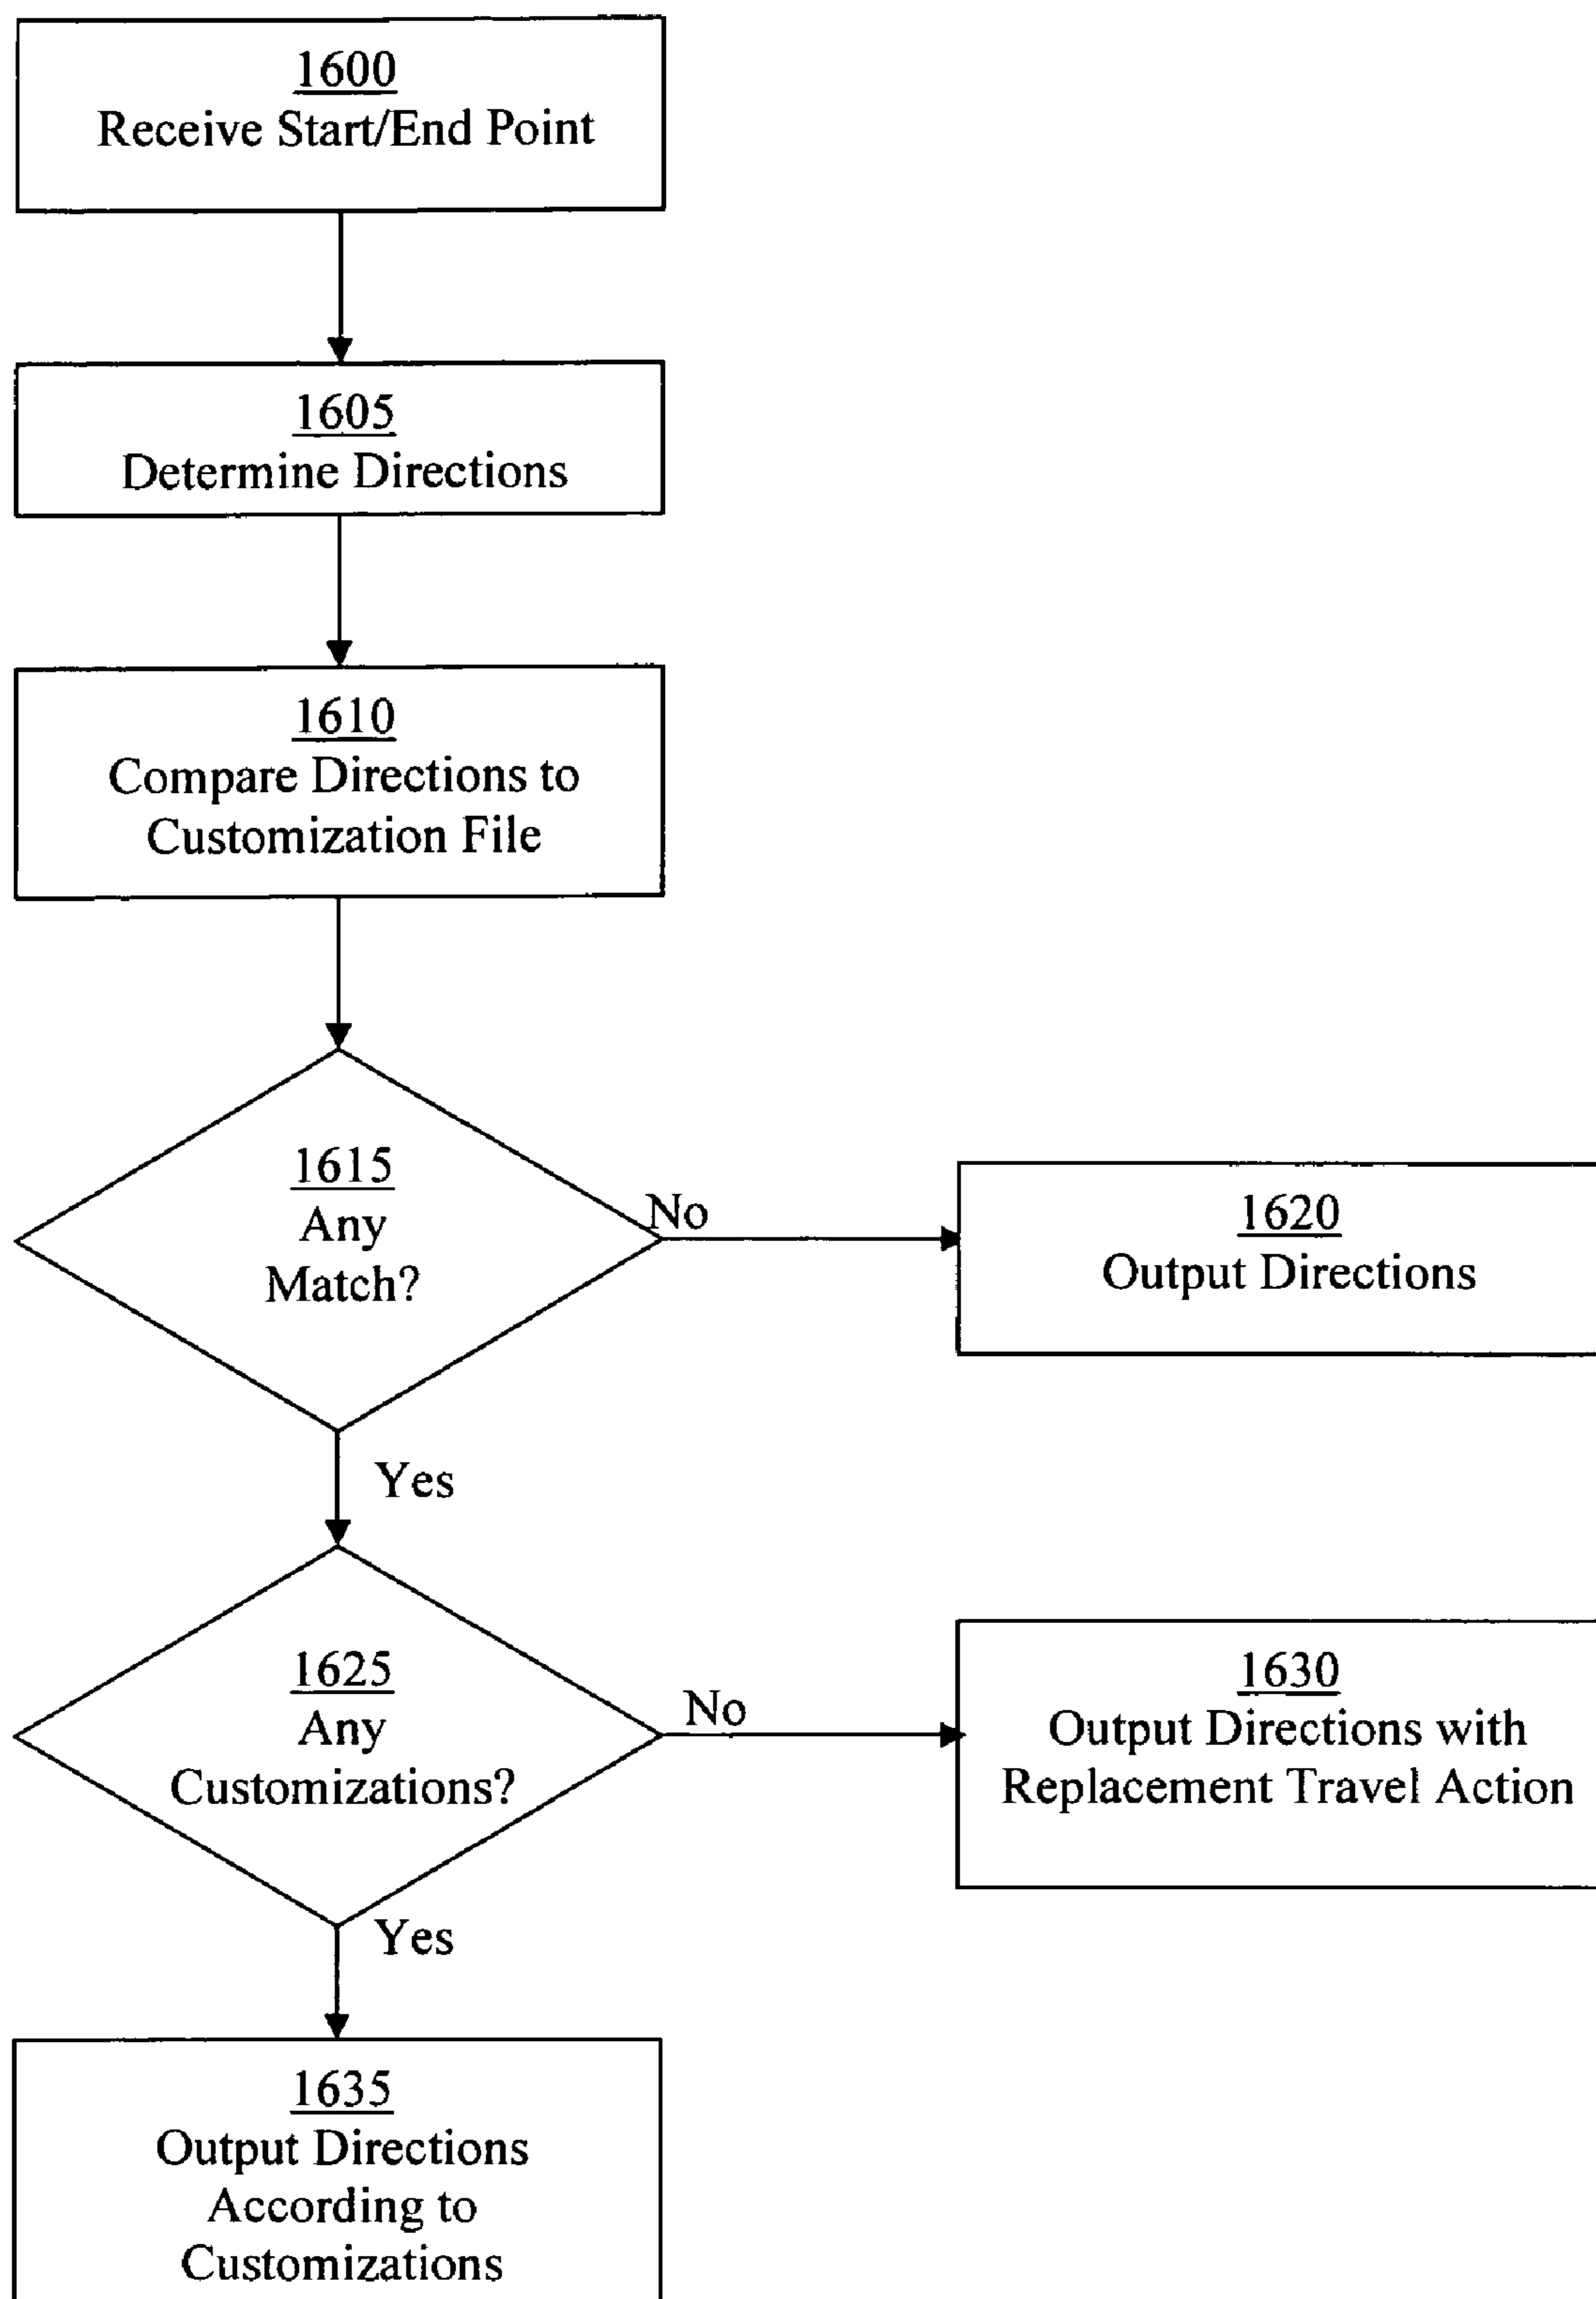 1600
Receive Start/End Point
1605
Determine Directions
1610
Compare Directions to
Customization File
1615
Any
Match?
No
1620
Output Directions
Yes
1625
Any
Customizations?
No
1630
Output Directions with
Replacement Travel Action
Yes
1635
Output Directions
According to
Customizations